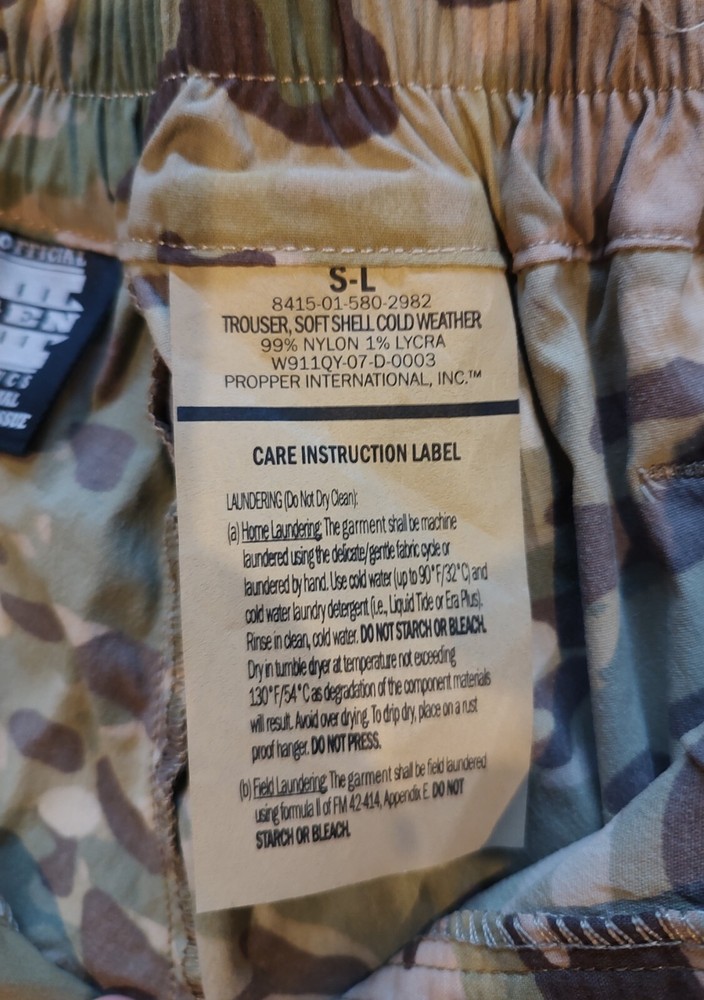 OFFICIAL
S-L
8415-01-580-2982
TROUSER, SOFT SHELL COLD WEATHER
99% NYLON 1% LYCRA
W911QY-07-D-0003
PROPPER INTERNATIONAL, INC.™
CARE INSTRUCTION LABEL
LAUNDERING (Do Not Dry Clean):
(a) Home Laundering: The garment shall be machine
laundered using the delicate/gentle fabric cycle or
laundered by hand. Use cold water (up to 90°F/32°C) and
cold water laundry detergent (i.e., Liquid Tide or Era Plus).
Rinse in clean, cold water. DO NOT STARCH OR BLEACH.
Dry in tumble dryer at temperature not exceeding
130°F/54°C as degradation of the component materials
will result. Avoid over drying. To drip dry, place on a rust
proof hanger. DO NOT PRESS.
(b) Field Laundering: The garment shall be field laundered
using formula II of FM 42-414, Appendix E. DO NOT
STARCH OR BLEACH.